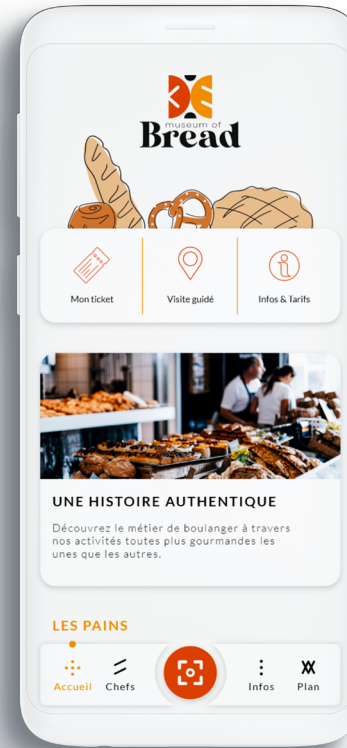 museum of
Bread
Mon ticket
Visite guidé
Infos & Tarifs
UNE HISTOIRE AUTHENTIQUE
Découvrez le métier de boulanger à travers
nos activités toutes plus gourmandes les
unes que les autres.
LES PAINS
Accueil
Chefs
Infos
Plan